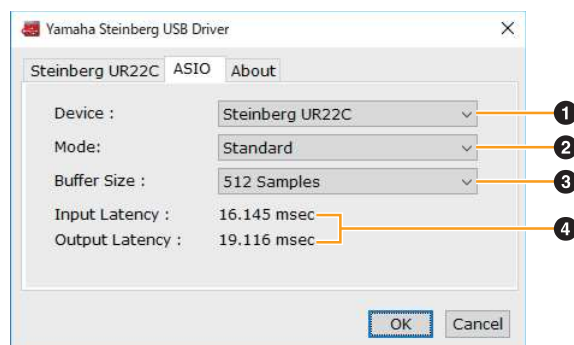 Yamaha Steinberg USB Driver
Steinberg UR22C ASIO About
Device : Steinberg UR22C 1
Mode: Standard 2
Buffer Size : 512 Samples 3
Input Latency : 16.145 msec
4
Output Latency : 19.116 msec
OK Cancel